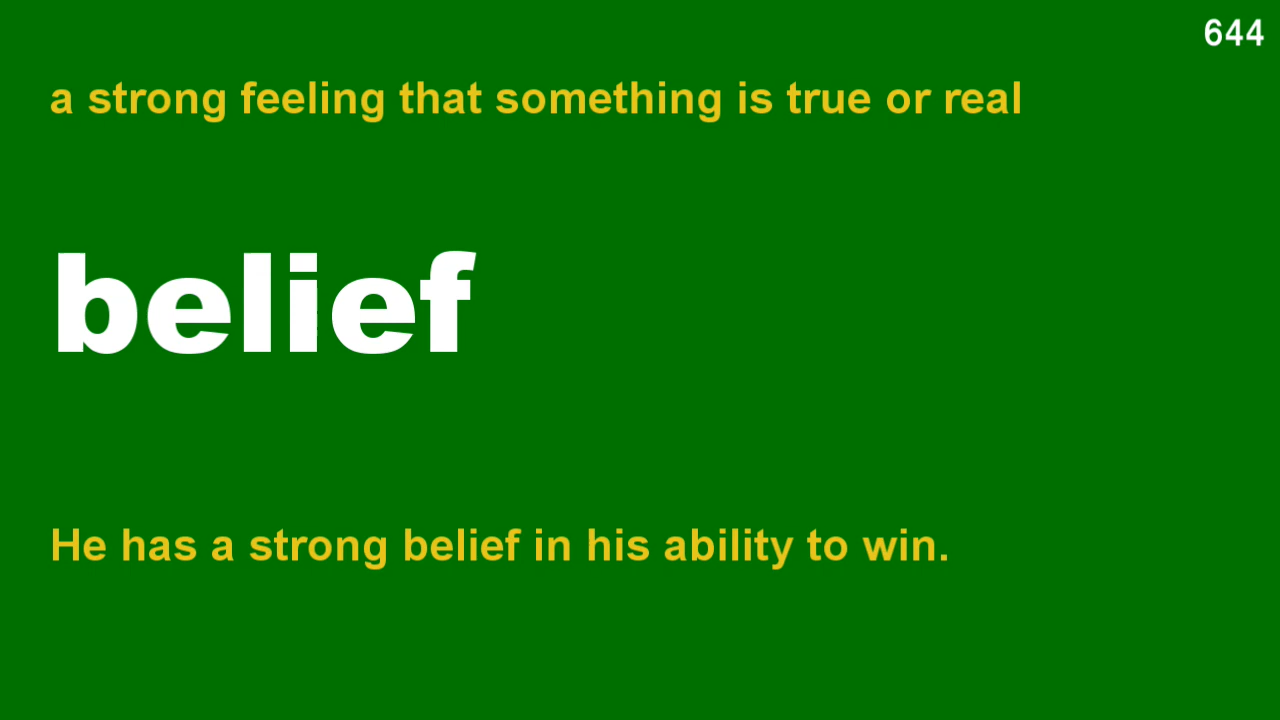 644
a strong feeling that something is true or real
belief
He has a strong belief in his ability to win.